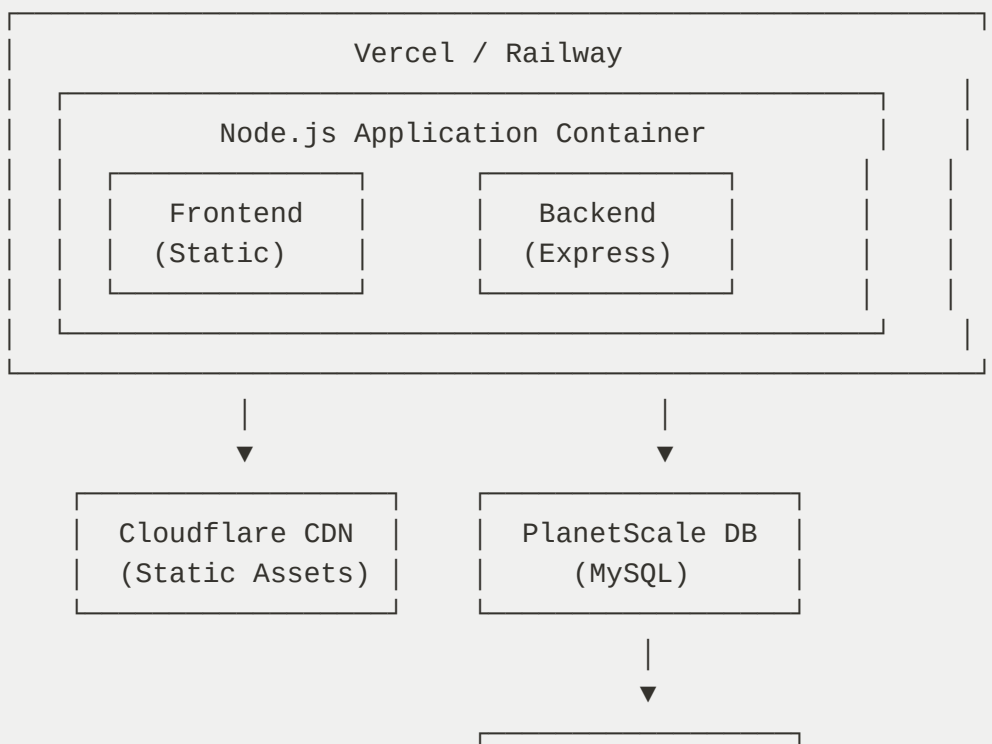 Vercel / Railway
Node.js Application Container
Frontend Backend
(Static) (Express)
Cloudflare CDN PlanetScale DB
(Static Assets) (MySQL)